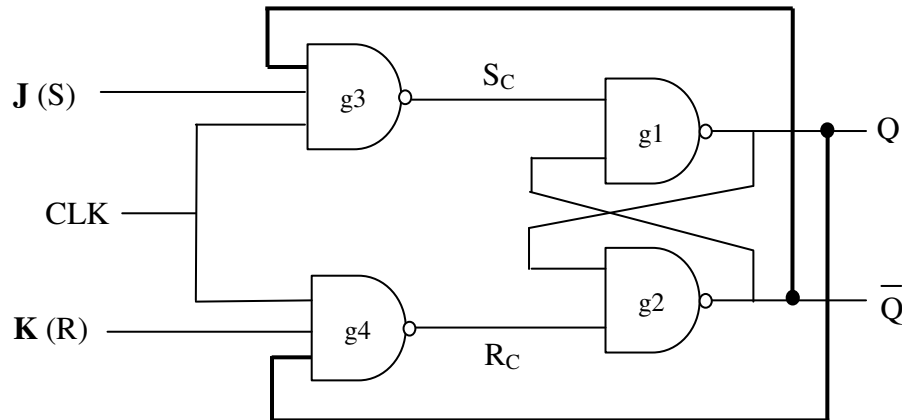 J (S)
g3
S_C
g1
Q
CLK
K (R)
g4
R_C
g2
Q̅